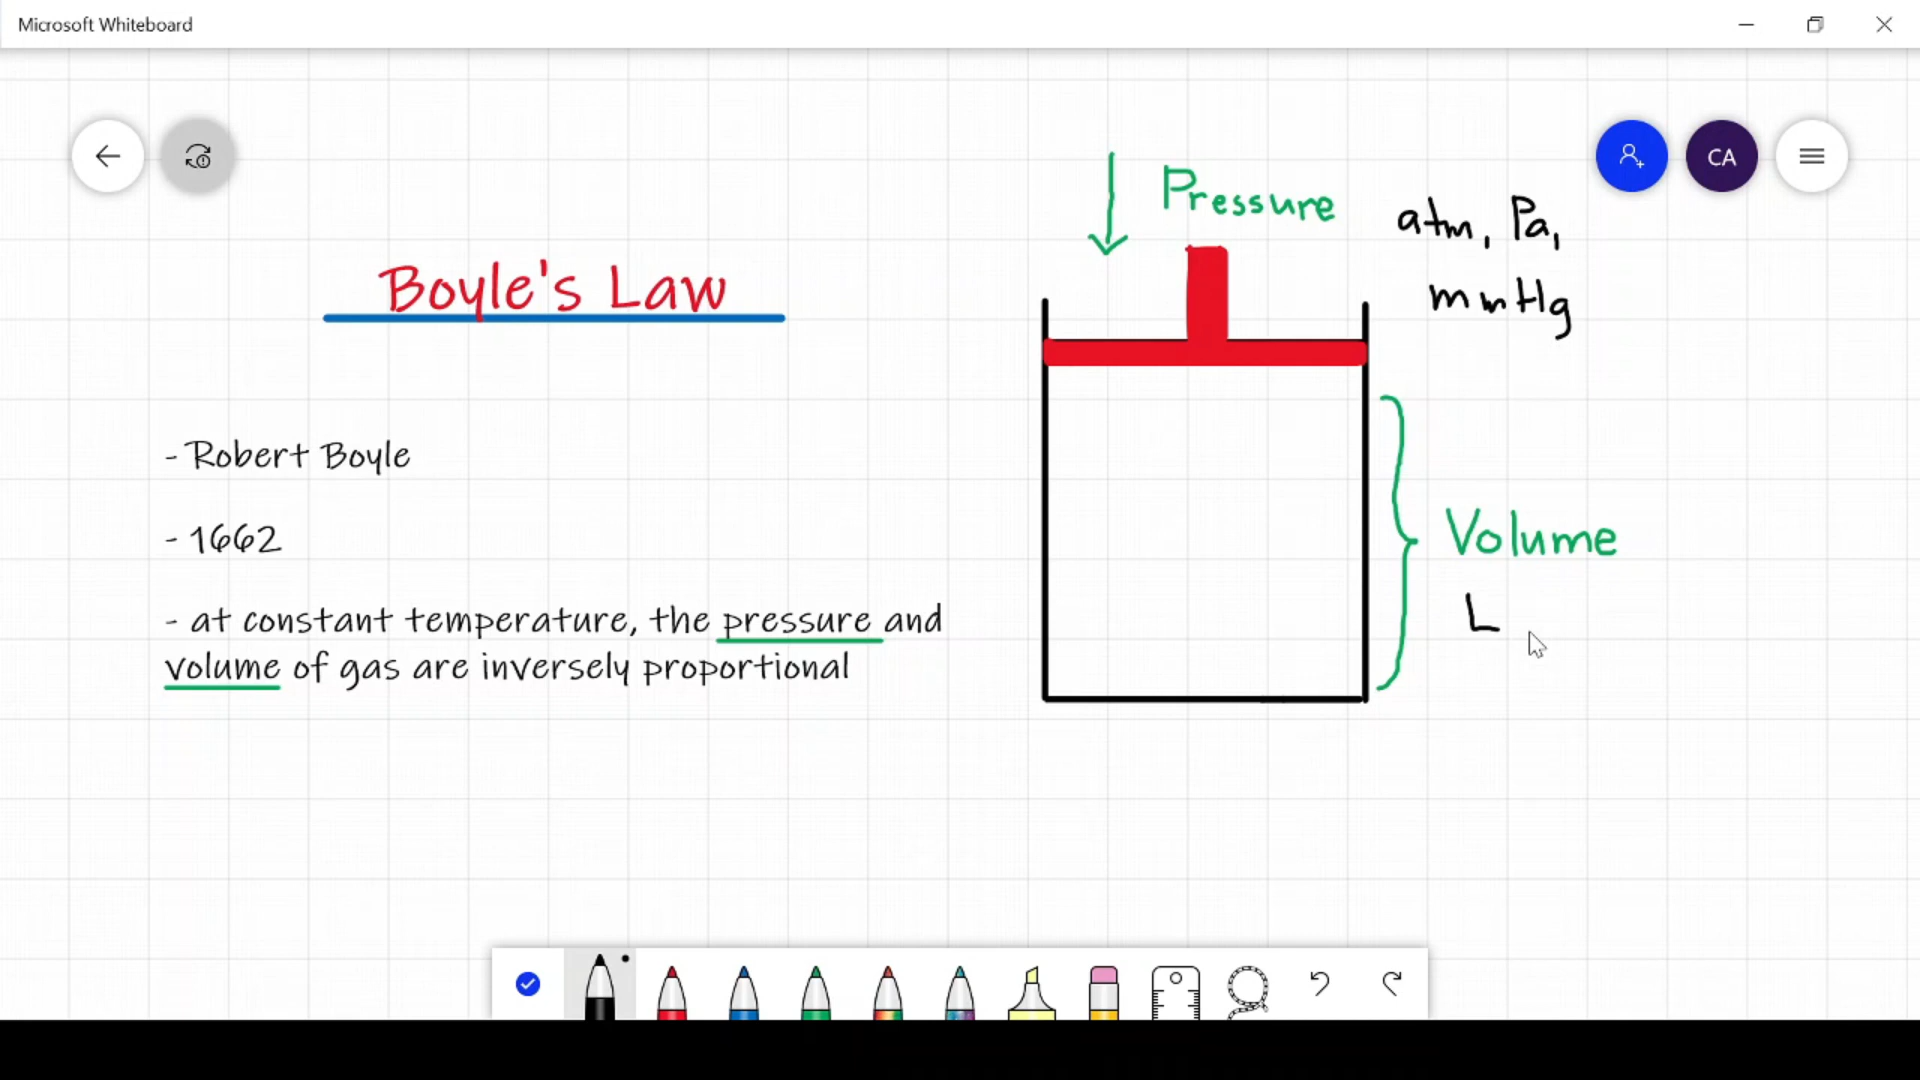 Microsoft Whiteboard
CA
Pressure
atm, Pa,
mmHg
Boyle's Law
- Robert Boyle
- 1662
- at constant temperature, the pressure and
volume of gas are inversely proportional
Volume
L